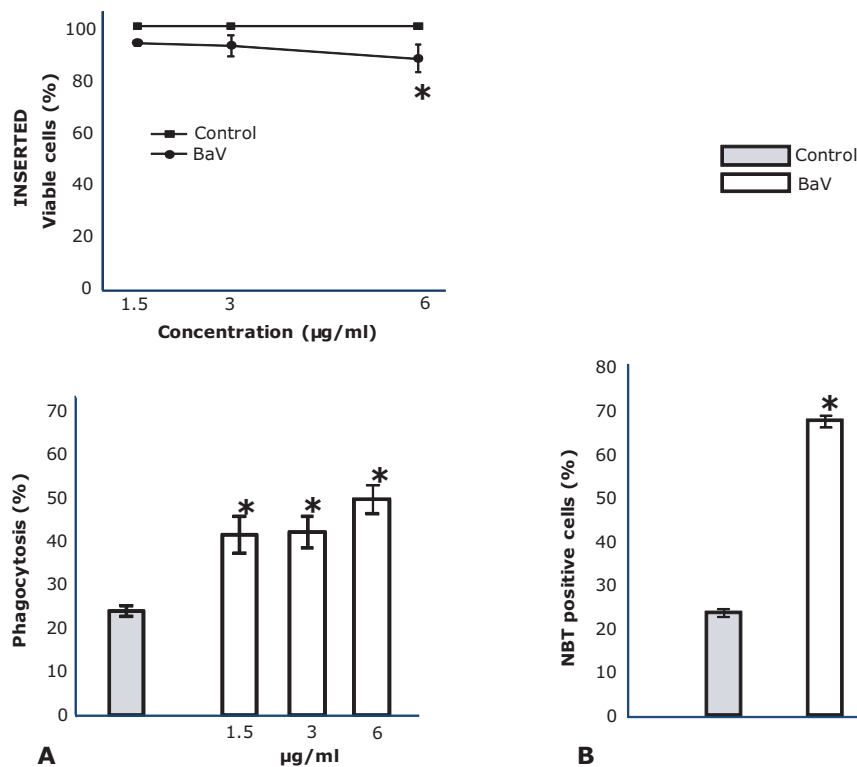 100
80
60
40
20
0
INSERTED
Viable cells (%)
Control
BaV
*
1.5 3 6
Concentration (μg/ml)
Control
BaV
70
60
50
40
30
20
10
0
Phagocytosis (%)
* * *
1.5 3 6
μg/ml
A
80
70
60
50
40
30
20
10
0
NBT positive cells (%)
*
B